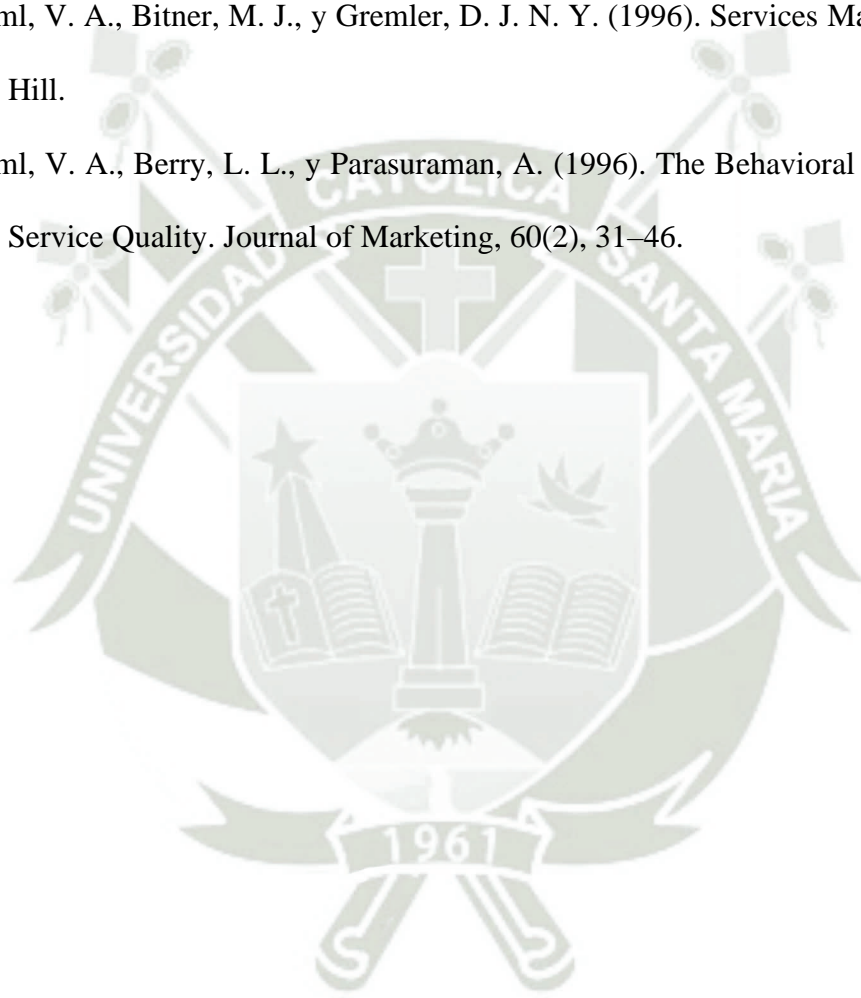 ml, V. A., Bitner, M. J., y Gremler, D. J. N. Y. (1996). Services Ma
Hill.
ml, V. A., Berry, L. L., y Parasuraman, A. (1996). The Behavioral
Service Quality. Journal of Marketing, 60(2), 31–46.
UNIVERSIDAD CATOLICA SANTA MARIA
1961